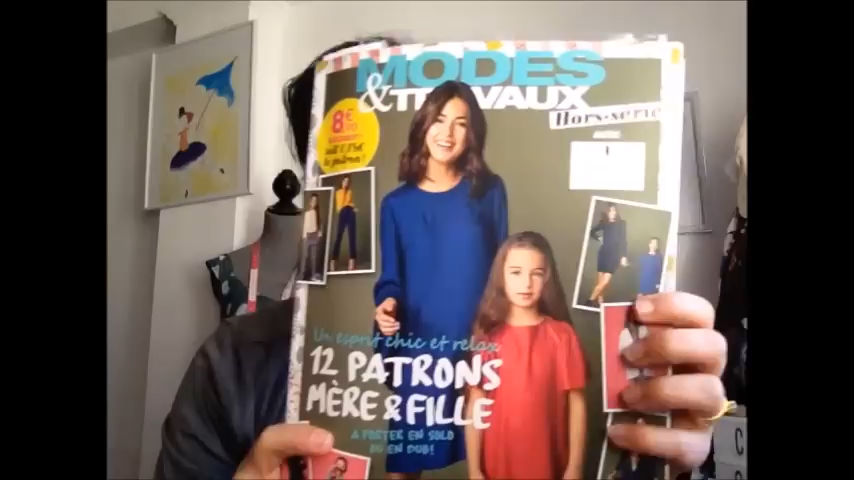 MODES
& TRAVAUX
Hors-série
8€
Un esprit chic et relax
12 PATRONS
MÈRE & FILLE
A PORTER EN SOLO
OU EN DUO!